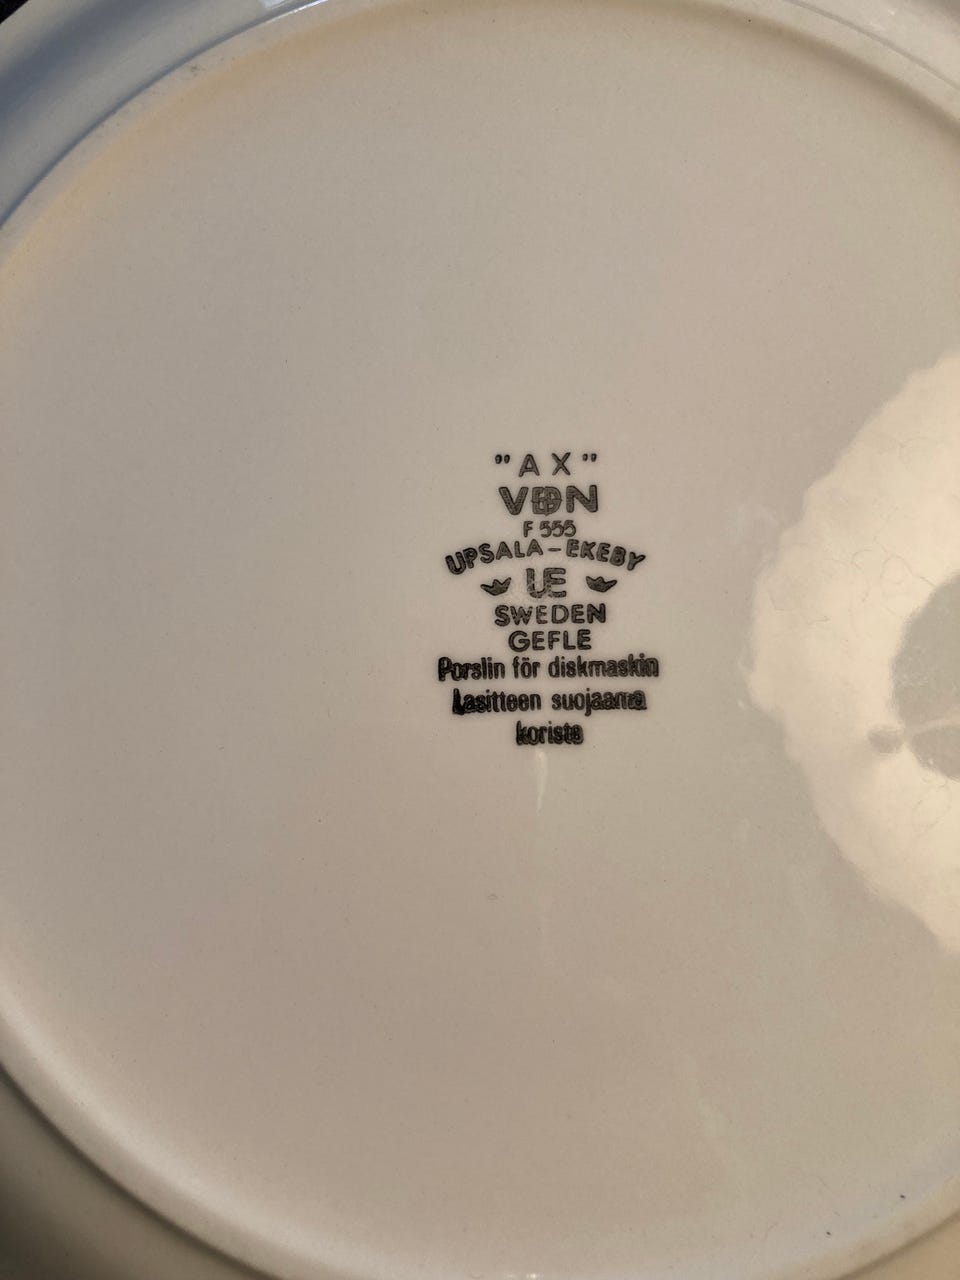 "AX"
VDN
F 555
UPSALA-EKEBY
UE
SWEDEN
GEFLE
Porslin för diskmaskin
Lasitteen suojaama
koriste